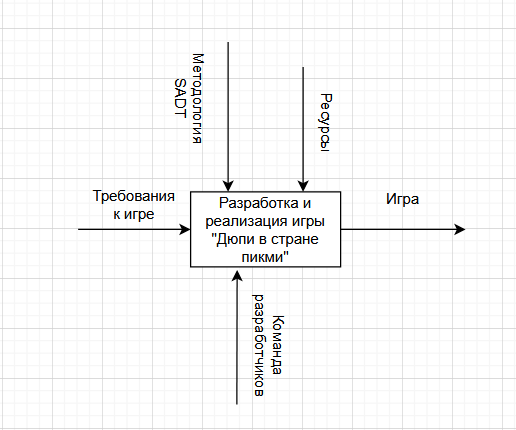 Методология
SADT
Ресурсы
Требования
к игре
Разработка и
реализация игры
"Дюпи в стране
пикми"
Игра
Команда
разработчиков